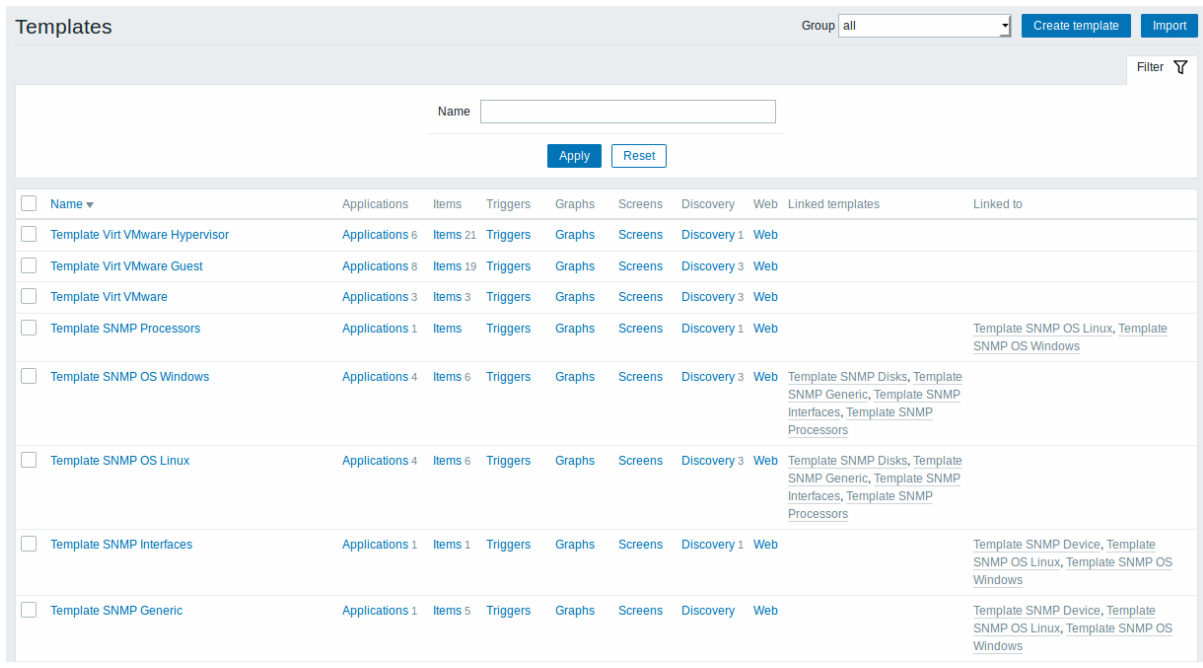 Templates
Group all Create template Import
Filter
Name
Apply Reset
Name Applications Items Triggers Graphs Screens Discovery Web Linked templates Linked to
Template Virt VMware Hypervisor Applications 6 Items 21 Triggers Graphs Screens Discovery 1 Web
Template Virt VMware Guest Applications 8 Items 19 Triggers Graphs Screens Discovery 3 Web
Template Virt VMware Applications 3 Items 3 Triggers Graphs Screens Discovery 3 Web
Template SNMP Processors Applications 1 Items Triggers Graphs Screens Discovery 1 Web Template SNMP OS Linux, Template
SNMP OS Windows
Template SNMP OS Windows Applications 4 Items 6 Triggers Graphs Screens Discovery 3 Web Template SNMP Disks, Template
SNMP Generic, Template SNMP
Interfaces, Template SNMP
Processors
Template SNMP OS Linux Applications 4 Items 6 Triggers Graphs Screens Discovery 3 Web Template SNMP Disks, Template
SNMP Generic, Template SNMP
Interfaces, Template SNMP
Processors
Template SNMP Interfaces Applications 1 Items 1 Triggers Graphs Screens Discovery 1 Web Template SNMP Device, Template
SNMP OS Linux, Template SNMP OS
Windows
Template SNMP Generic Applications 1 Items 5 Triggers Graphs Screens Discovery Web Template SNMP Device, Template
SNMP OS Linux, Template SNMP OS
Windows